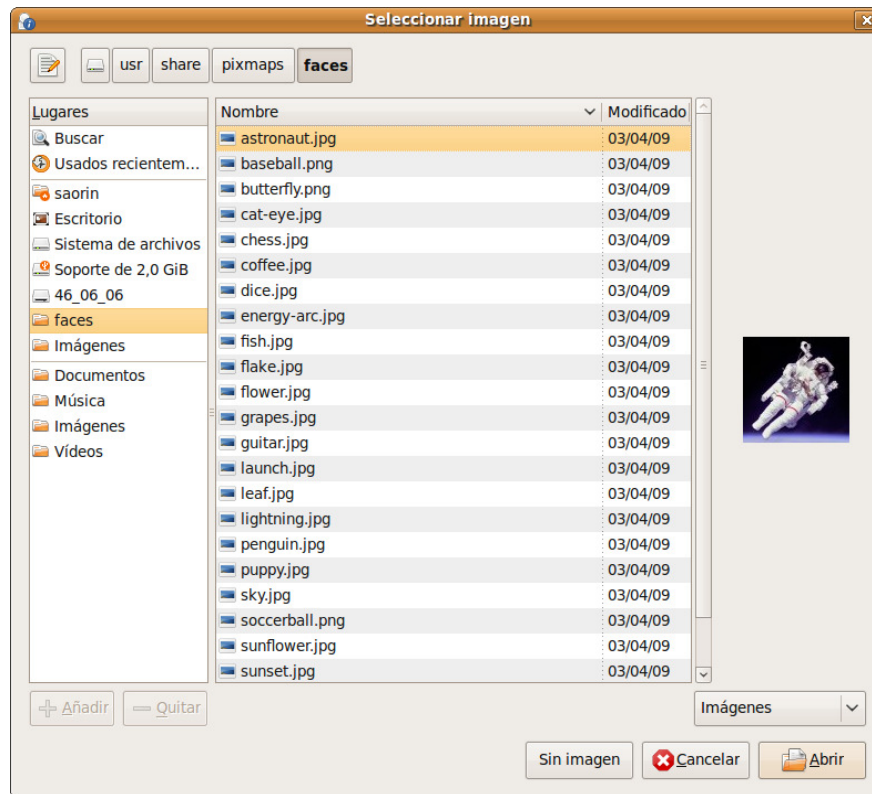 Seleccionar imagen
usr share pixmaps faces
Lugares
Buscar
Usados recientem...
saorin
Escritorio
Sistema de archivos
Soporte de 2,0 GiB
46_06_06
faces
Imágenes
Documentos
Música
Imágenes
Vídeos
Nombre Modificado
astronaut.jpg 03/04/09
baseball.png 03/04/09
butterfly.png 03/04/09
cat-eye.jpg 03/04/09
chess.jpg 03/04/09
coffee.jpg 03/04/09
dice.jpg 03/04/09
energy-arc.jpg 03/04/09
fish.jpg 03/04/09
flake.jpg 03/04/09
flower.jpg 03/04/09
grapes.jpg 03/04/09
guitar.jpg 03/04/09
launch.jpg 03/04/09
leaf.jpg 03/04/09
lightning.jpg 03/04/09
penguin.jpg 03/04/09
puppy.jpg 03/04/09
sky.jpg 03/04/09
soccerball.png 03/04/09
sunflower.jpg 03/04/09
sunset.jpg 03/04/09
Añadir Quitar
Imágenes
Sin imagen Cancelar Abrir